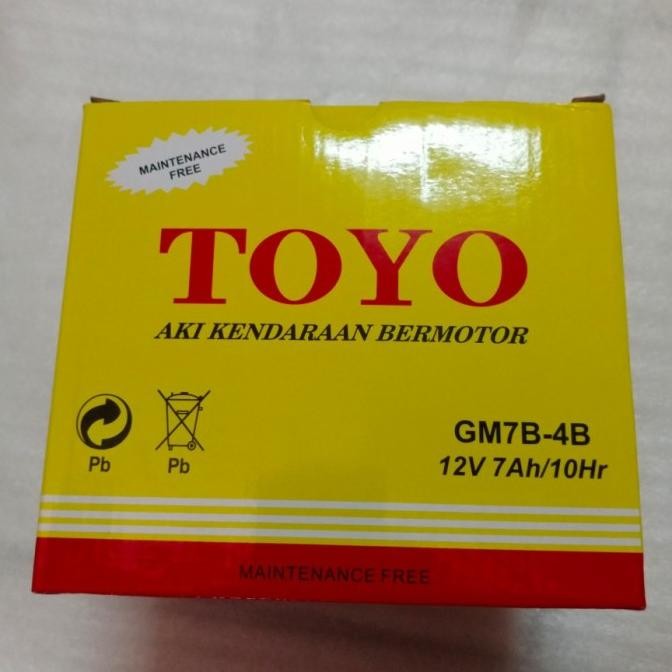 MAINTENANCE
FREE
TOYO
AKI KENDARAAN BERMOTOR
Pb
Pb
GM7B-4B
12V 7Ah/10Hr
MAINTENANCE FREE